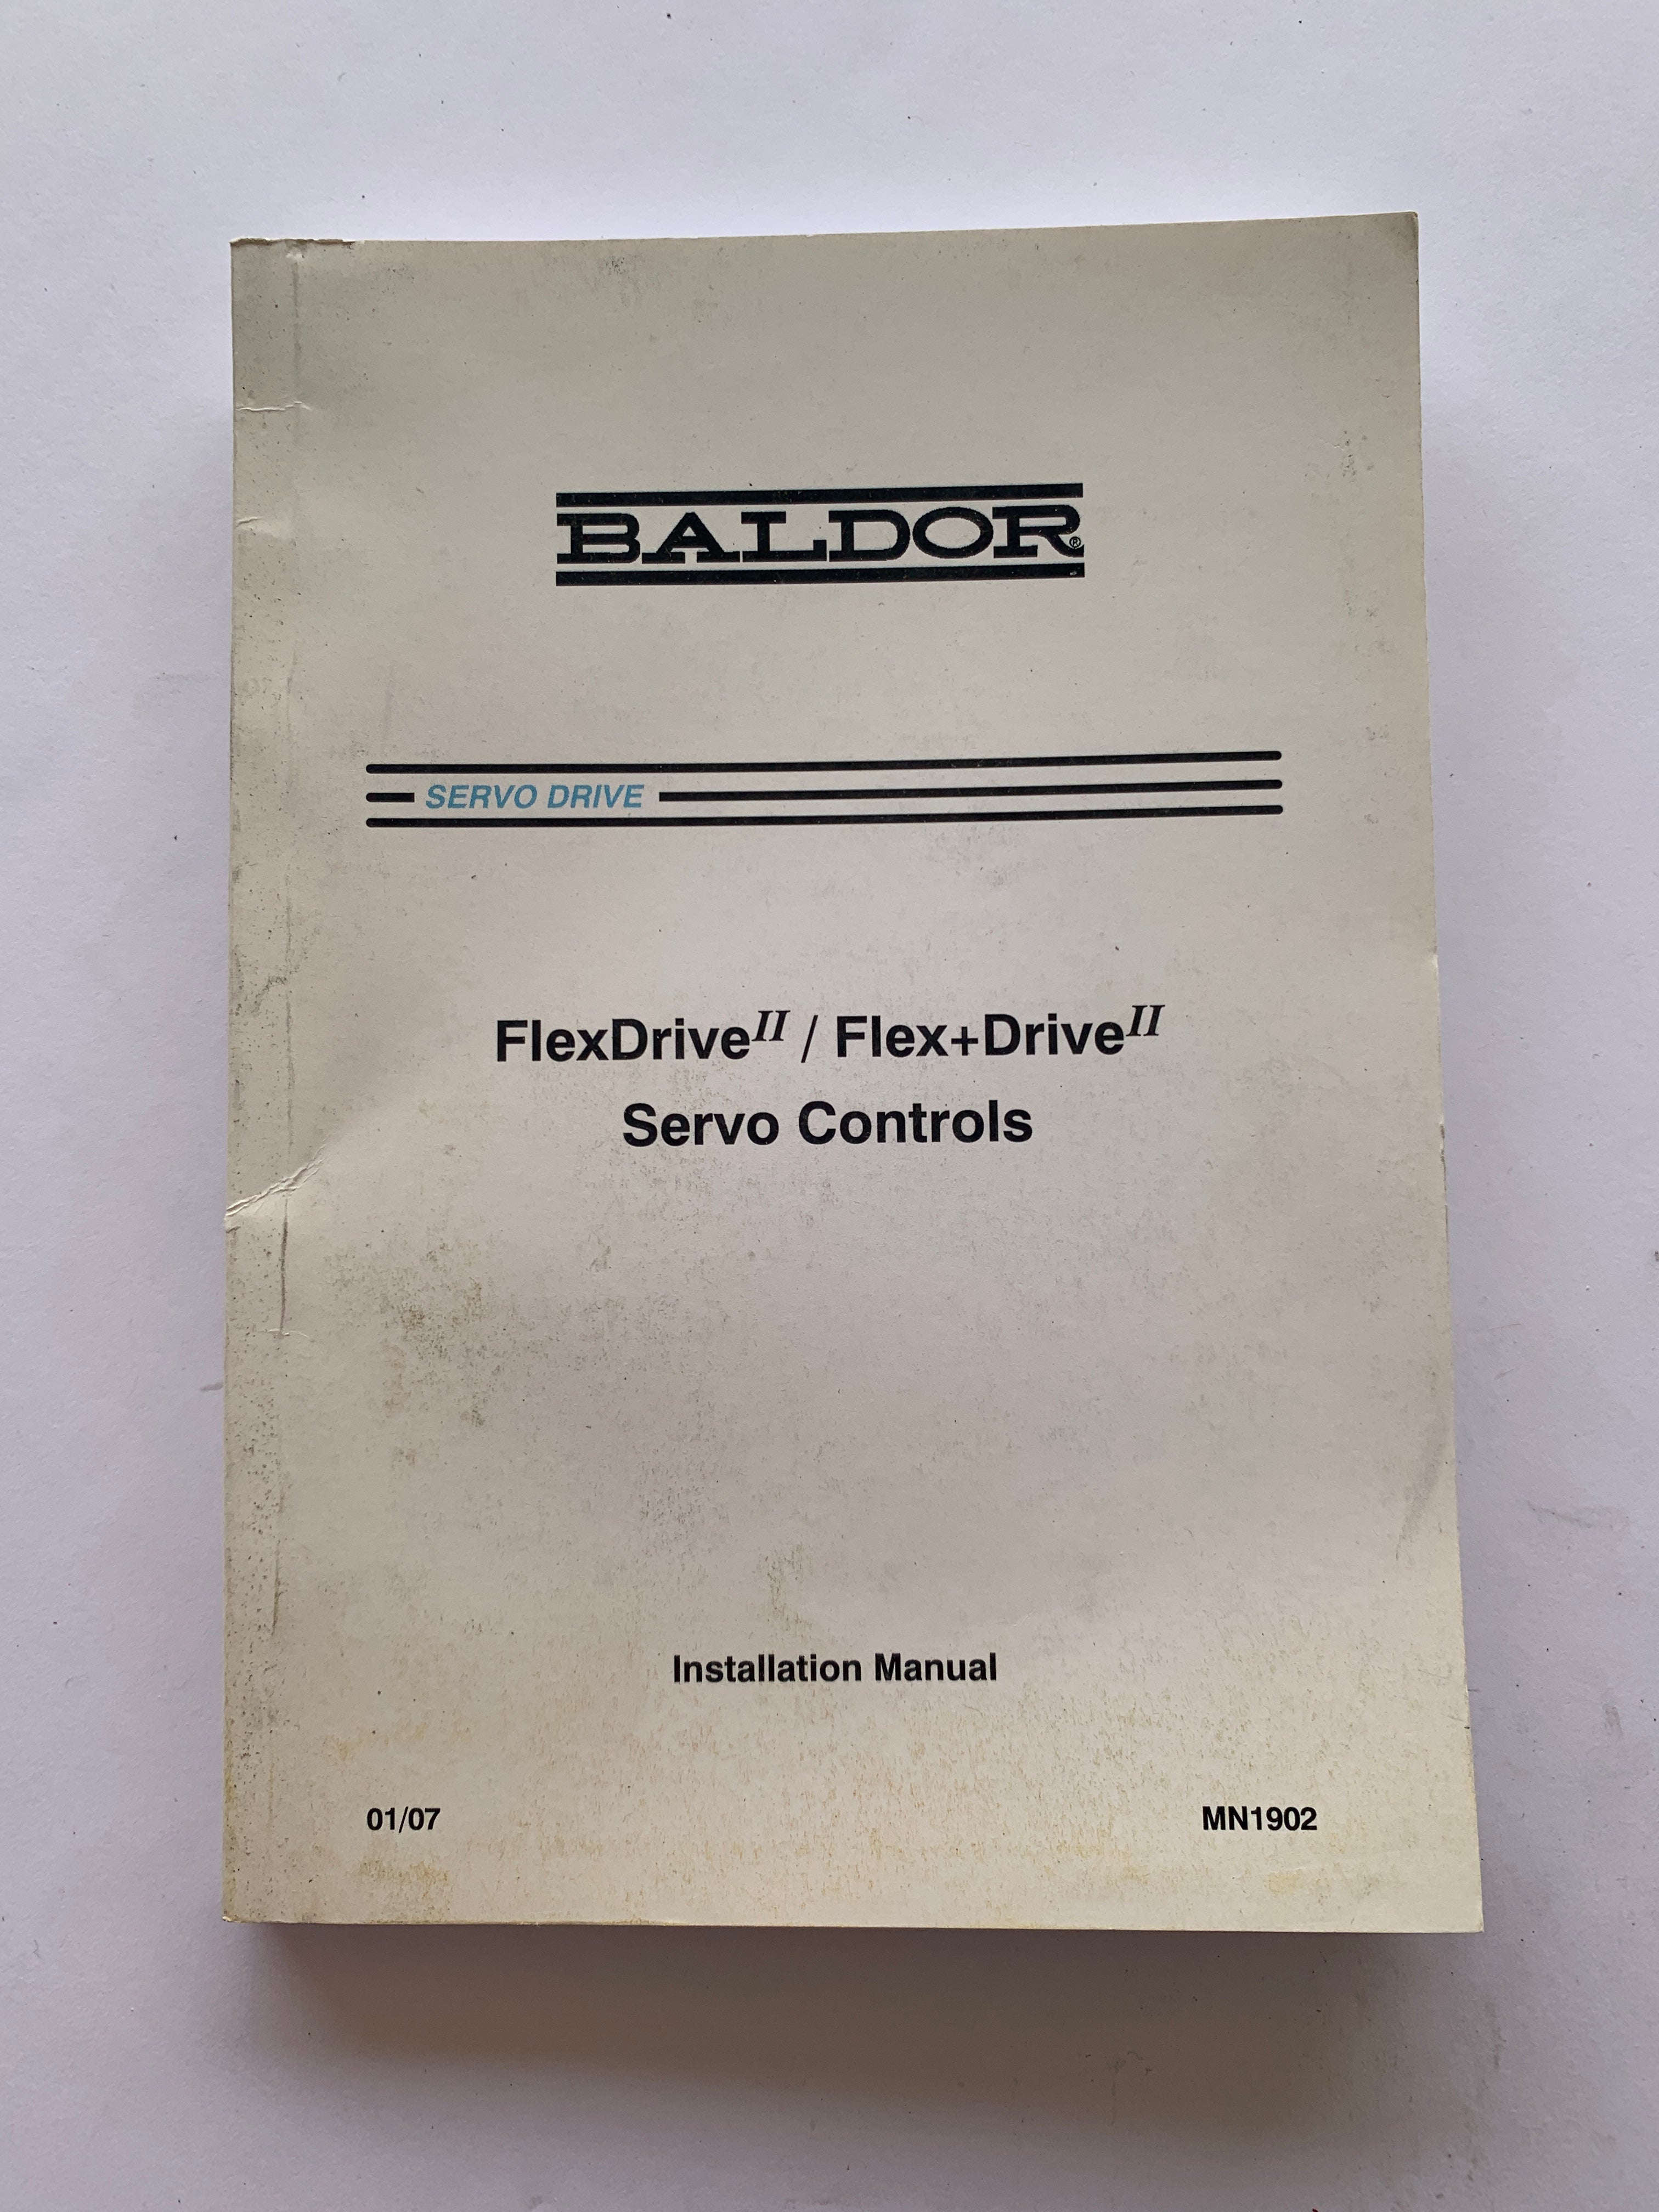 BALDOR®
SERVO DRIVE
FlexDriveII / Flex+DriveII
Servo Controls
Installation Manual
01/07 MN1902